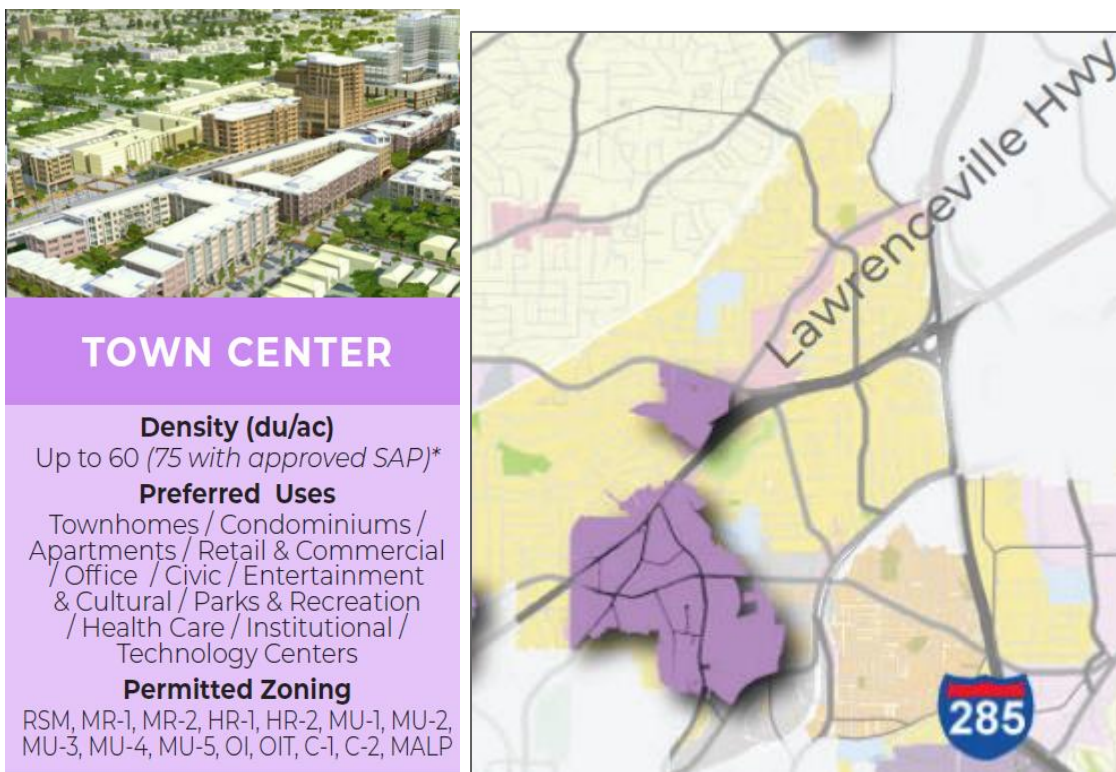 TOWN CENTER
Density (du/ac)
Up to 60 (75 with approved SAP)*
Preferred Uses
Townhomes / Condominiums /
Apartments / Retail & Commercial
/ Office / Civic / Entertainment
& Cultural / Parks & Recreation
/ Health Care / Institutional /
Technology Centers
Permitted Zoning
RSM, MR-1, MR-2, HR-1, HR-2, MU-1, MU-2,
MU-3, MU-4, MU-5, OI, OIT, C-1, C-2, MALP
Lawrenceville Hwy
285